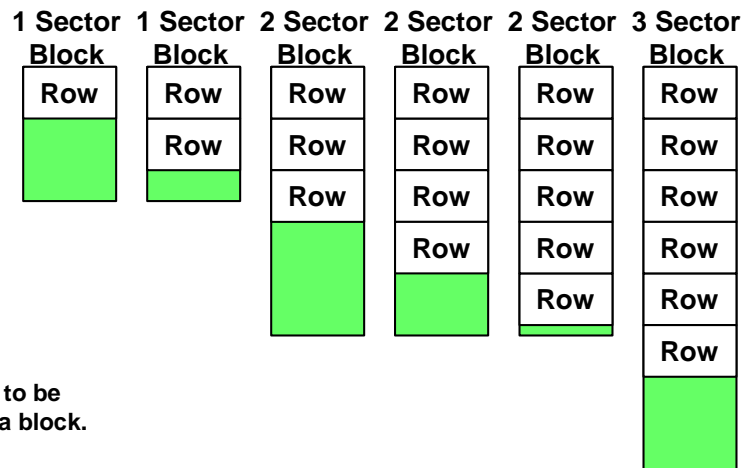 1 Sector 1 Sector 2 Sector 2 Sector 2 Sector 3 Sector
Block Block Block Block Block Block
Row Row Row Row Row Row
Row Row Row Row Row
Row Row Row Row
Row Row Row
Row Row
Row
to be
a block.